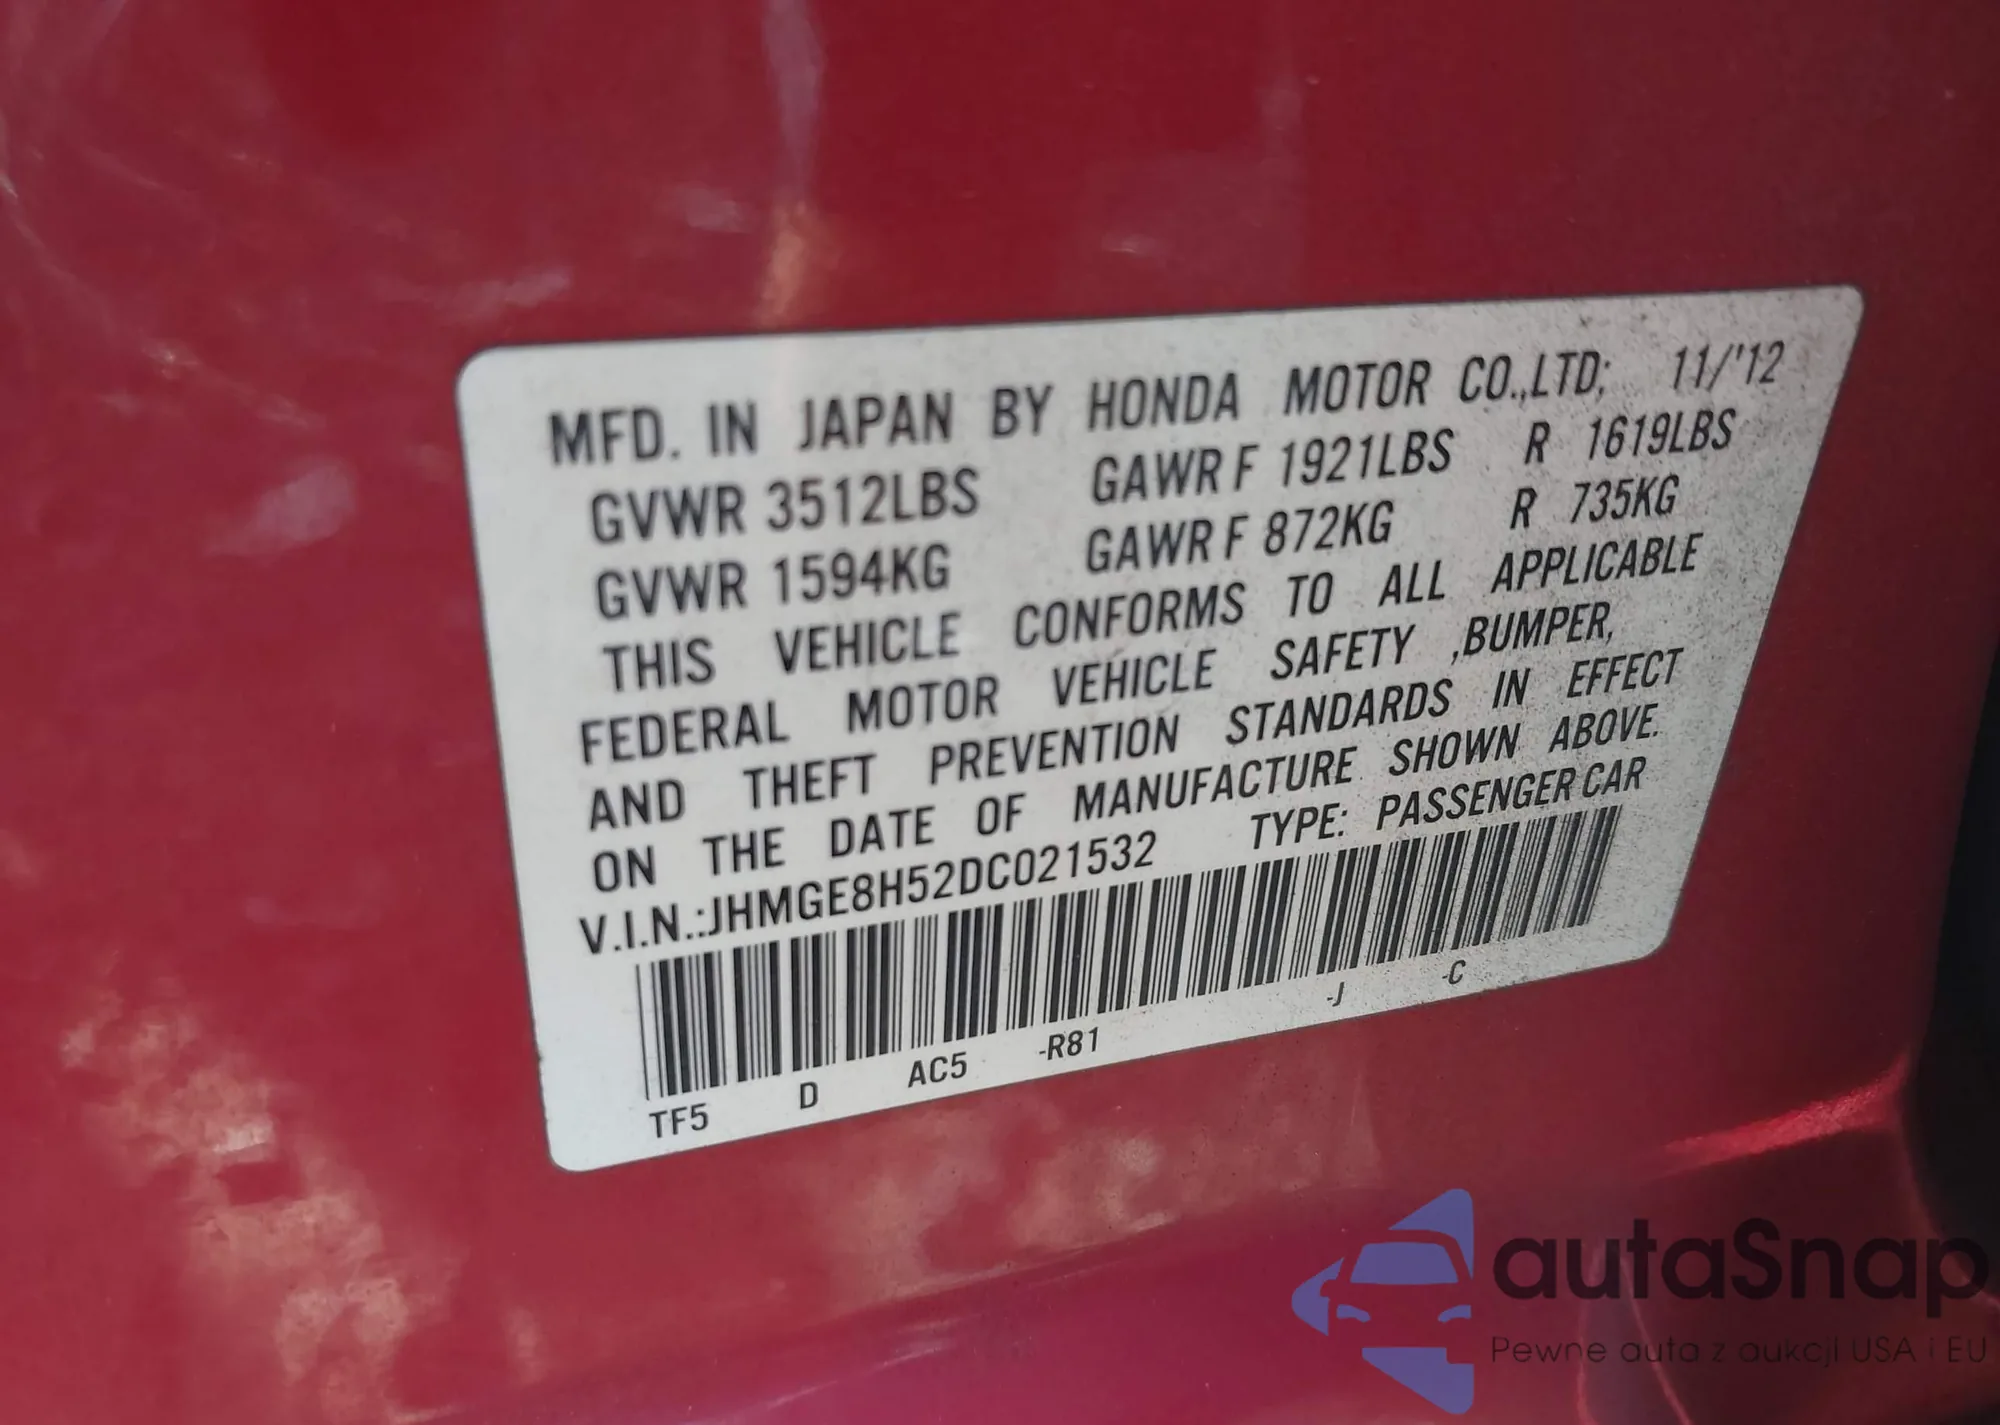 MFD. IN JAPAN BY HONDA MOTOR CO.,LTD; 11/'12
GVWR 3512LBS GAWR F 1921LBS R 1619LBS
GVWR 1594KG GAWR F 872KG R 735KG
THIS VEHICLE CONFORMS TO ALL APPLICABLE
FEDERAL MOTOR VEHICLE SAFETY ,BUMPER,
AND THEFT PREVENTION STANDARDS IN EFFECT
ON THE DATE OF MANUFACTURE SHOWN ABOVE.
V.I.N.:JHMGE8H52DC021532 TYPE: PASSENGER CAR
TF5 D AC5 -R81 -J -C
autaSnap
Pewne auta z aukcji USA i EU